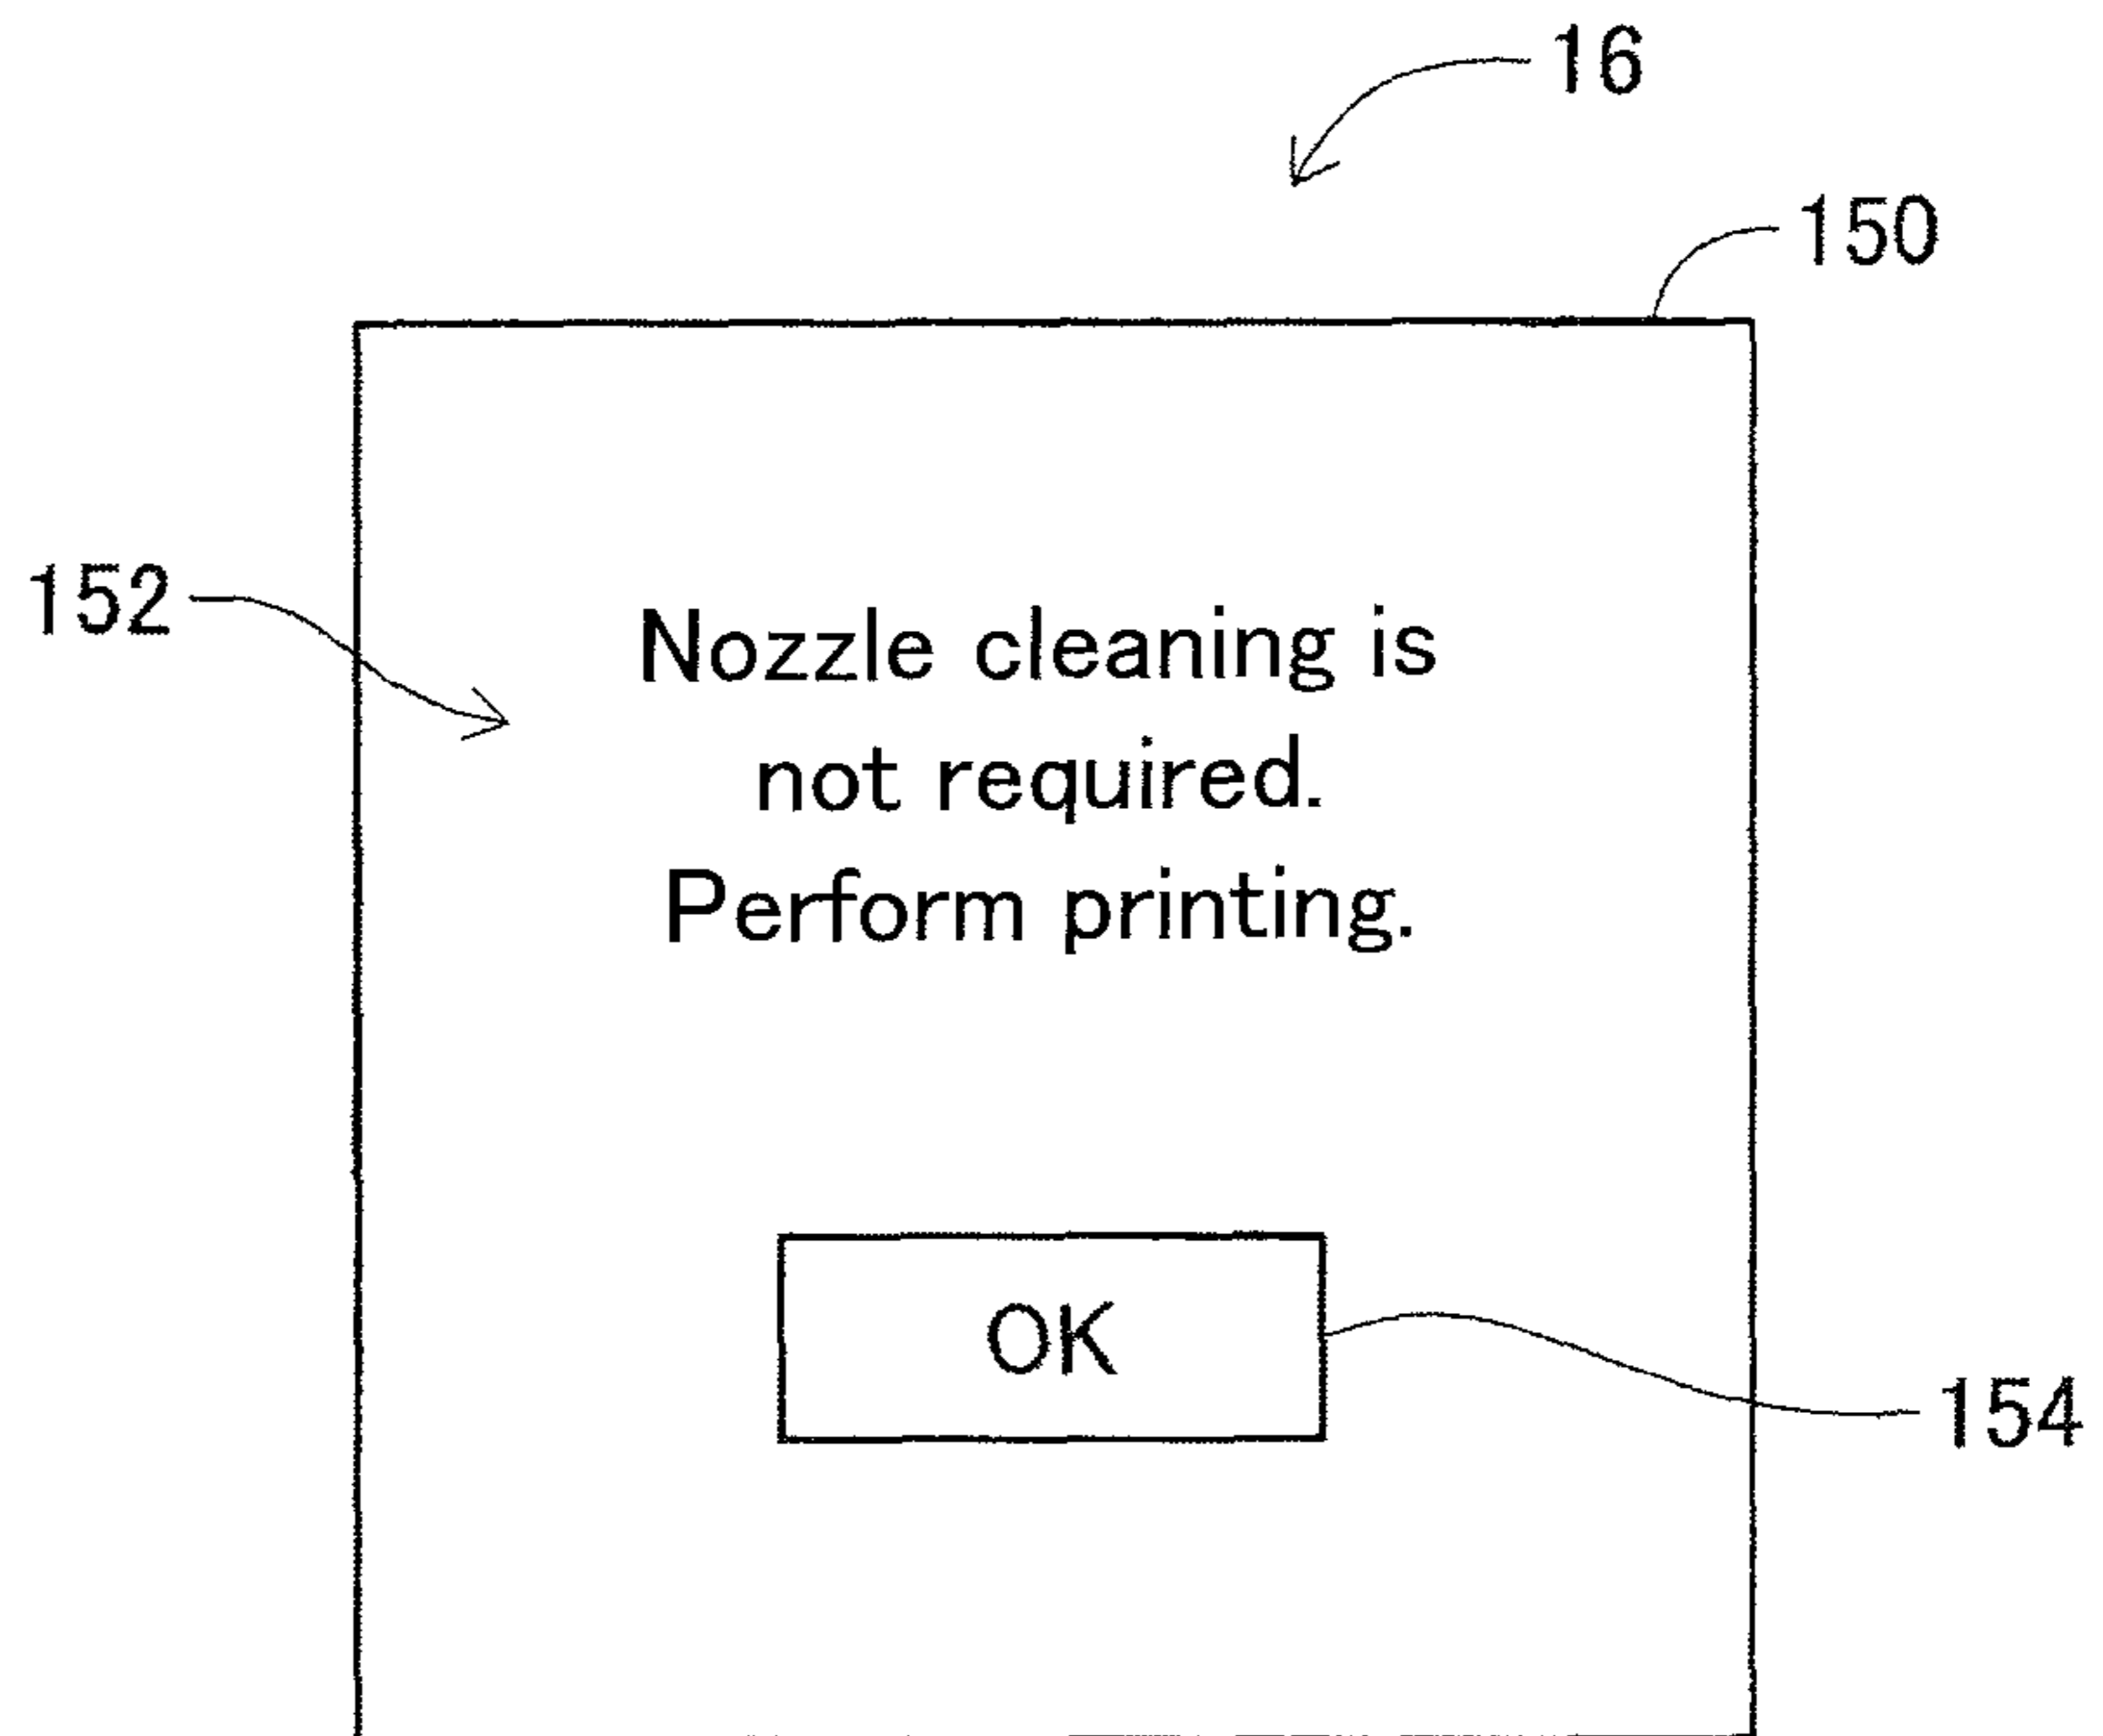 16
150
152
Nozzle cleaning is
not required.
Perform printing.
OK
154